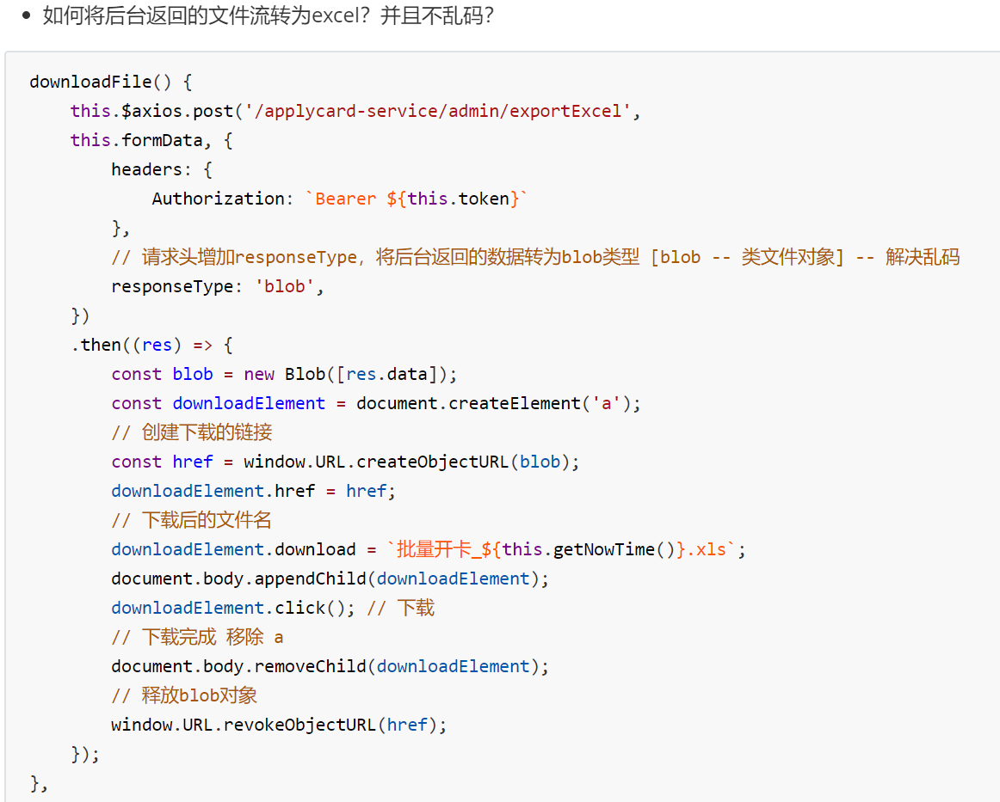 如何将后台返回的文件流转为excel？并且不乱码？
downloadFile() {
    this.$axios.post('/applycard-service/admin/exportExcel',
    this.formData, {
        headers: {
            Authorization: `Bearer ${this.token}`
        },
        // 请求头增加responseType，将后台返回的数据转为blob类型 [blob -- 类文件对象] -- 解决乱码
        responseType: 'blob',
    })
    .then((res) => {
        const blob = new Blob([res.data]);
        const downloadElement = document.createElement('a');
        // 创建下载的链接
        const href = window.URL.createObjectURL(blob);
        downloadElement.href = href;
        // 下载后的文件名
        downloadElement.download = `批量开卡_${this.getNowTime()}.xls`;
        document.body.appendChild(downloadElement);
        downloadElement.click(); // 下载
        // 下载完成 移除 a
        document.body.removeChild(downloadElement);
        // 释放blob对象
        window.URL.revokeObjectURL(href);
    });
},